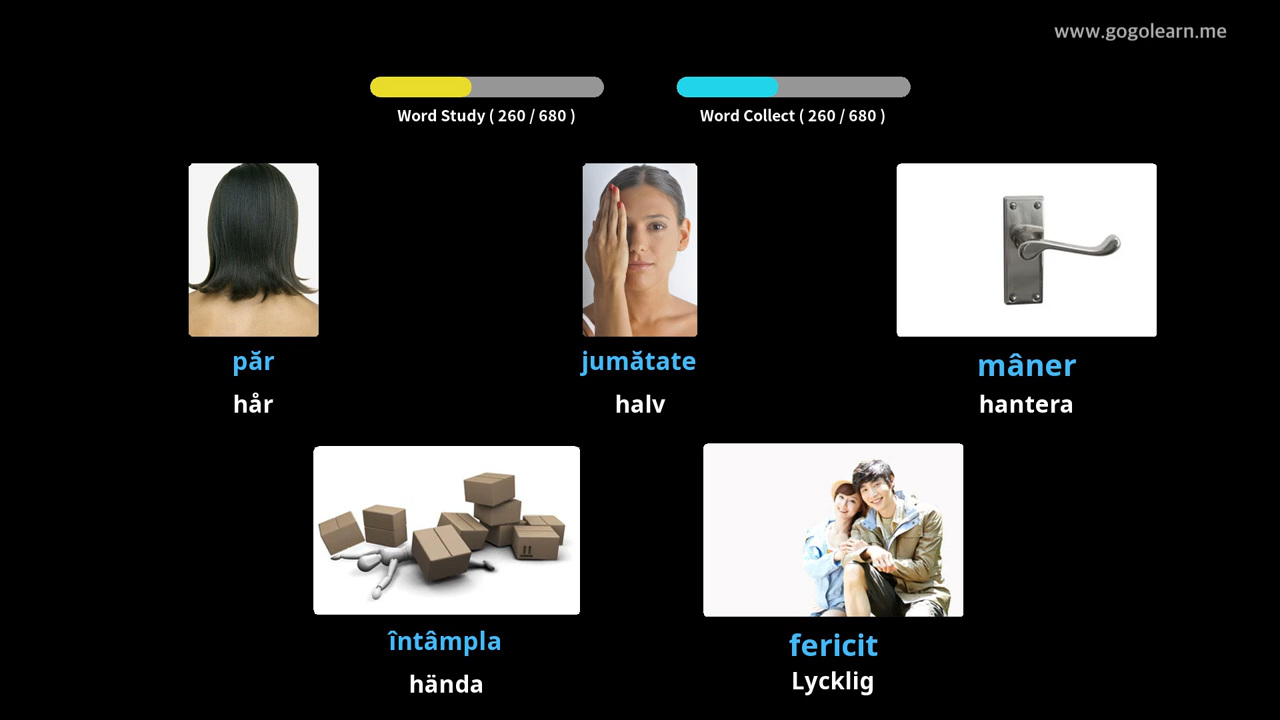 www.gogolearn.me
Word Study ( 260 / 680 )
Word Collect ( 260 / 680 )
păr
jumătate
mâner
hår
halv
hantera
întâmpla
fericit
hända
Lycklig